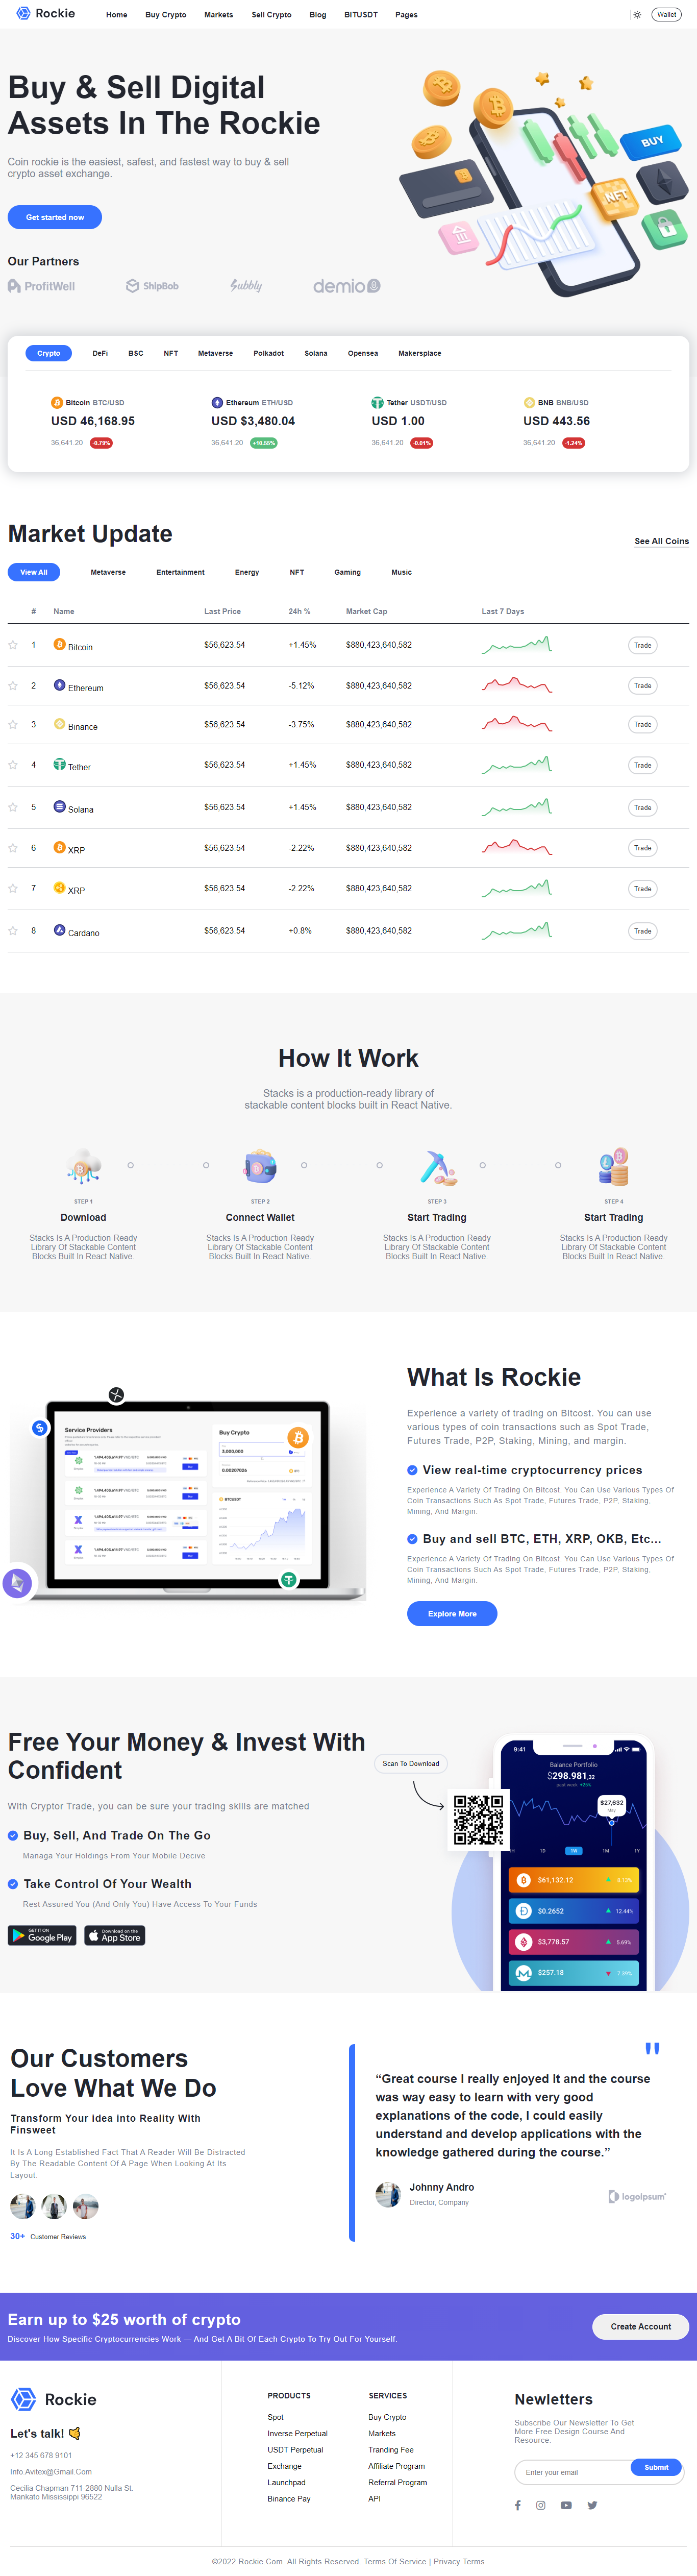 Rockie
Home Buy Crypto Markets Sell Crypto Blog BITUSDT Pages
Wallet
Buy & Sell Digital
Assets In The Rockie
Coin rockie is the easiest, safest, and fastest way to buy & sell
crypto asset exchange.
Get started now
BUY
NFT
Our Partners
ProfitWell ShipBob Subbly demio
Crypto DeFi BSC NFT Metaverse Polkadot Solana Opensea Makersplace
Bitcoin BTC/USD
USD 46,168.95
36,641.20 -0.79%
Ethereum ETH/USD
USD $3,480.04
36,641.20 +10.55%
Tether USDT/USD
USD 1.00
36,641.20 -0.01%
BNB BNB/USD
USD 443.56
36,641.20 -1.24%
Market Update
See All Coins
View All Metaverse Entertainment Energy NFT Gaming Music
# Name Last Price 24h % Market Cap Last 7 Days
1 Bitcoin $56,623.54 +1.45% $880,423,640,582 Trade
2 Ethereum $56,623.54 -5.12% $880,423,640,582 Trade
3 Binance $56,623.54 -3.75% $880,423,640,582 Trade
4 Tether $56,623.54 +1.45% $880,423,640,582 Trade
5 Solana $56,623.54 +1.45% $880,423,640,582 Trade
6 XRP $56,623.54 -2.22% $880,423,640,582 Trade
7 XRP $56,623.54 -2.22% $880,423,640,582 Trade
8 Cardano $56,623.54 +0.8% $880,423,640,582 Trade
How It Work
Stacks is a production-ready library of
stackable content blocks built in React Native.
STEP 1
Download
Stacks Is A Production-Ready
Library Of Stackable Content
Blocks Built In React Native.
STEP 2
Connect Wallet
Stacks Is A Production-Ready
Library Of Stackable Content
Blocks Built In React Native.
STEP 3
Start Trading
Stacks Is A Production-Ready
Library Of Stackable Content
Blocks Built In React Native.
STEP 4
Start Trading
Stacks Is A Production-Ready
Library Of Stackable Content
Blocks Built In React Native.
Service Providers
Buy Crypto
3,000.000
0.00207026
BTC/USDT
What Is Rockie
Experience a variety of trading on Bitcost. You can use
various types of coin transactions such as Spot Trade,
Futures Trade, P2P, Staking, Mining, and margin.
View real-time cryptocurrency prices
Experience A Variety Of Trading On Bitcost. You Can Use Various Types Of
Coin Transactions Such As Spot Trade, Futures Trade, P2P, Staking,
Mining, And Margin.
Buy and sell BTC, ETH, XRP, OKB, Etc...
Experience A Variety Of Trading On Bitcost. You Can Use Various Types Of
Coin Transactions Such As Spot Trade, Futures Trade, P2P, Staking,
Mining, And Margin.
Explore More
Free Your Money & Invest With
Confident
With Cryptor Trade, you can be sure your trading skills are matched
Buy, Sell, And Trade On The Go
Managa Your Holdings From Your Mobile Decive
Take Control Of Your Wealth
Rest Assured You (And Only You) Have Access To Your Funds
GET IT ON
Google Play
Download on the
App Store
Scan To Download
9:41
Balance Portfolio
$298.981,32
past week +25%
$27,632
May
1D 1W 1M 1Y
$61,132.12
$0.2652 12.44%
$3,778.57 5.69%
$257.18 7.39%
Our Customers
Love What We Do
Transform Your idea into Reality With
Finsweet
It Is A Long Established Fact That A Reader Will Be Distracted
By The Readable Content Of A Page When Looking At Its
Layout.
30+ Customer Reviews
"
“Great course I really enjoyed it and the course
was way easy to learn with very good
explanations of the code, I could easily
understand and develop applications with the
knowledge gathered during the course.”
Johnny Andro
Director, Company
logoipsum
Earn up to $25 worth of crypto
Discover How Specific Cryptocurrencies Work — And Get A Bit Of Each Crypto To Try Out For Yourself.
Create Account
Rockie
Let's talk!
+12 345 678 9101
Info.Avitex@Gmail.Com
Cecilia Chapman 711-2880 Nulla St.
Mankato Mississippi 96522
PRODUCTS
Spot
Inverse Perpetual
USDT Perpetual
Exchange
Launchpad
Binance Pay
SERVICES
Buy Crypto
Markets
Tranding Fee
Affiliate Program
Referral Program
API
Newletters
Subscribe Our Newsletter To Get
More Free Design Course And
Resource.
Enter your email
Submit
©2022 Rockie.Com. All Rights Reserved. Terms Of Service | Privacy Terms